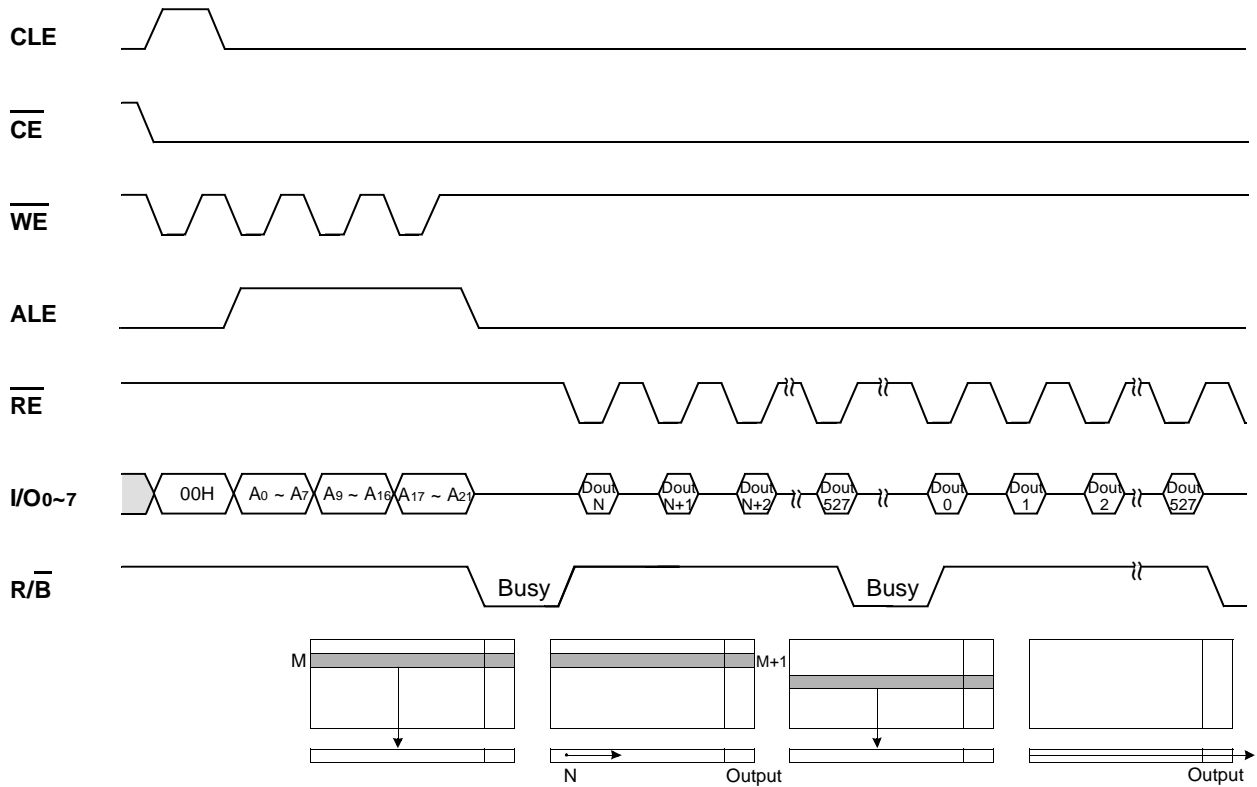 CLE
CE
WE
ALE
RE
I/O0~7 00H A0 ~ A7 A9 ~ A16 A17 ~ A21 Dout N Dout N+1 Dout N+2 Dout 527 Dout 0 Dout 1 Dout 2 Dout 527
R/B Busy Busy
M M+1
N Output Output